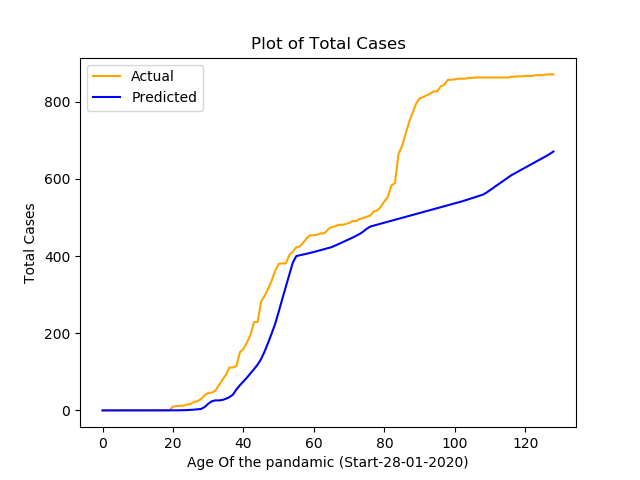 Plot of Total Cases
Actual
Predicted
Total Cases
800
600
400
200
0
0 20 40 60 80 100 120
Age Of the pandamic (Start-28-01-2020)